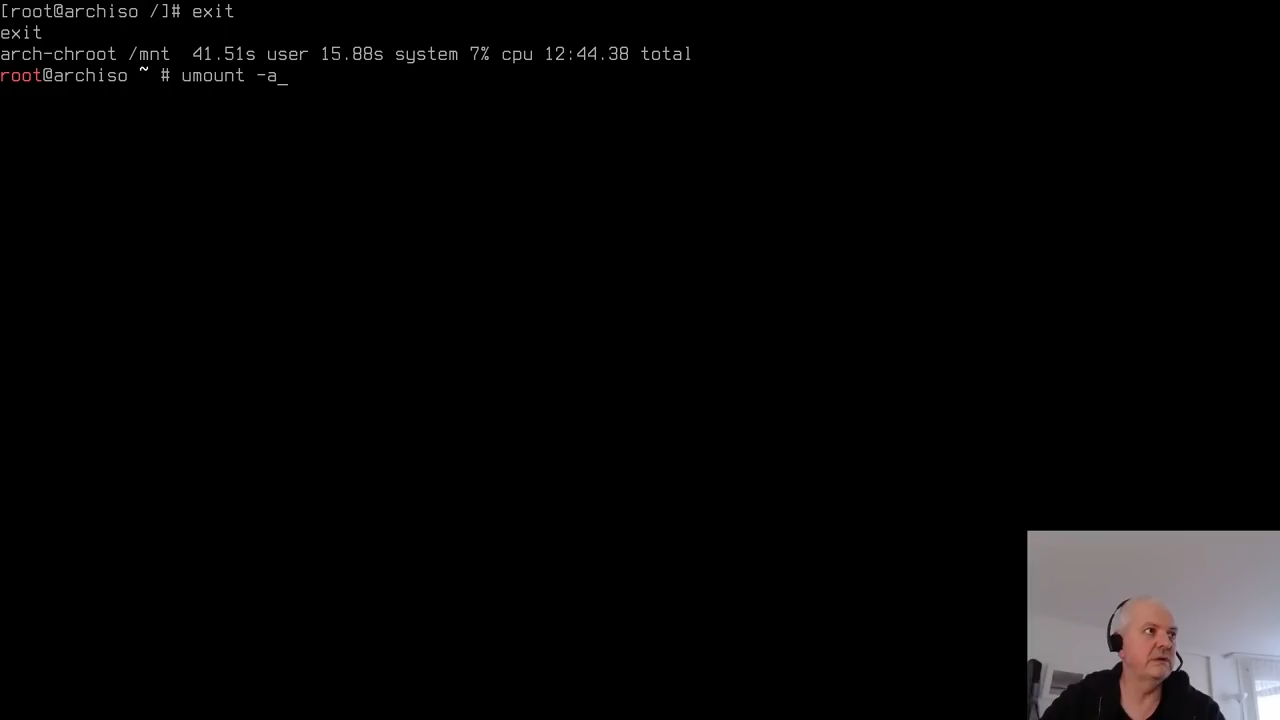 [root@archiso /]# exit
exit
arch-chroot /mnt  41.51s user 15.88s system 7% cpu 12:44.38 total
root@archiso ~ # umount -a_